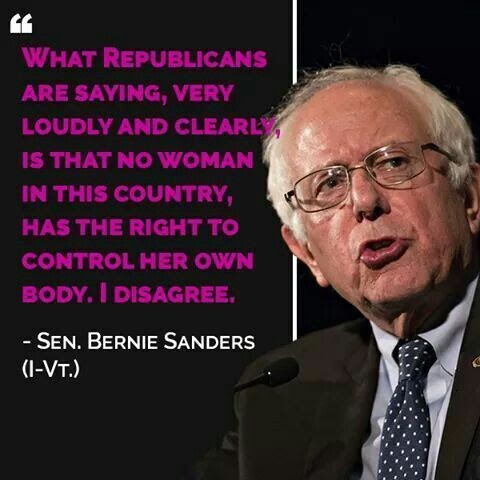 “
WHAT REPUBLICANS
ARE SAYING, VERY
LOUDLY AND CLEARLY,
IS THAT NO WOMAN
IN THIS COUNTRY,
HAS THE RIGHT TO
CONTROL HER OWN
BODY. I DISAGREE.
- SEN. BERNIE SANDERS
(I-VT.)